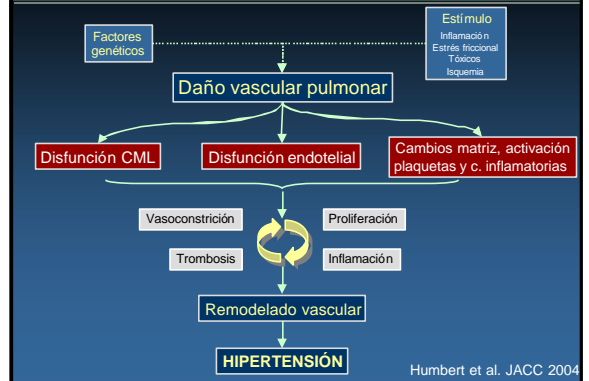 Factores
genéticos
Estímulo
Inflamación
Estrés friccional
Tóxicos
Isquemia
Daño vascular pulmonar
Disfunción CML
Disfunción endotelial
Cambios matriz, activación
plaquetas y c. inflamatorias
Vasoconstrición
Proliferación
Trombosis
Inflamación
Remodelado vascular
HIPERTENSIÓN
Humbert et al. JACC 2004